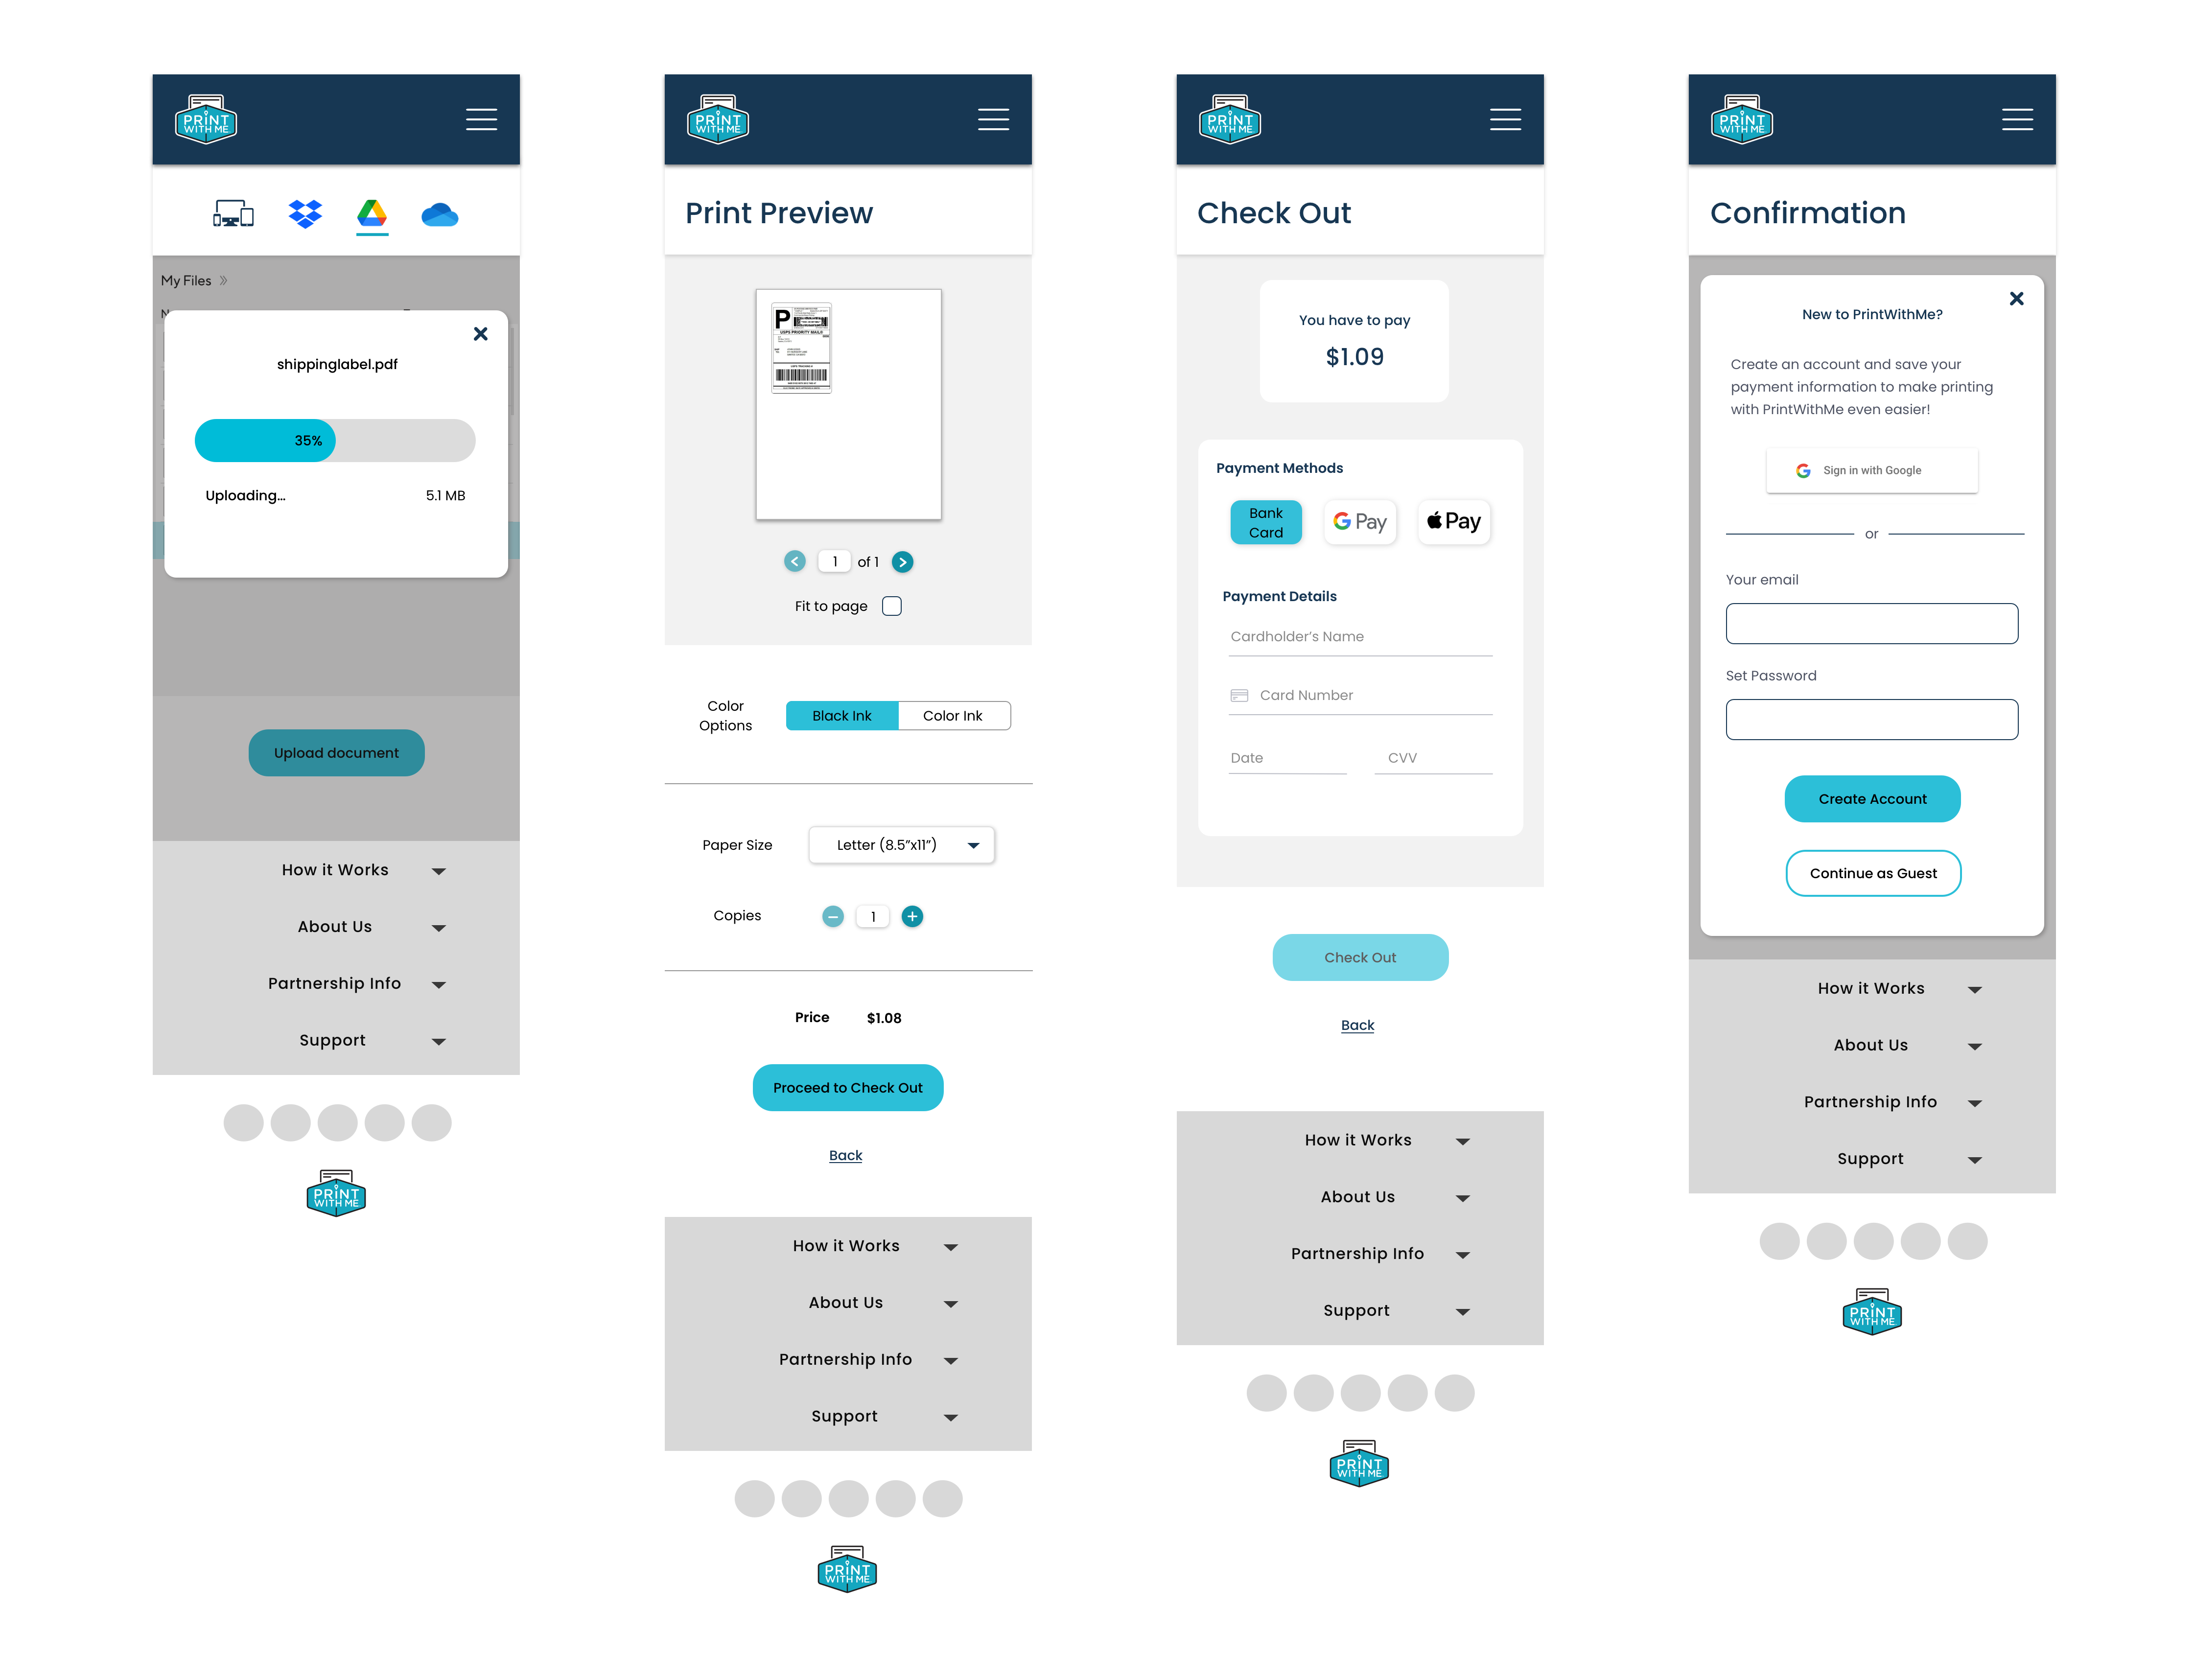 PRINT
WITH ME
My Files »
shippinglabel.pdf
35%
Uploading...
5.1 MB
Upload document
How it Works
About Us
Partnership Info
Support
PRINT
WITH ME
PRINT
WITH ME
Print Preview
P
USPS PRIORITY MAIL
1
of 1
Fit to page
Color
Options
Black Ink
Color Ink
Paper Size
Letter (8.5”x11”)
Copies
1
Price
$1.08
Proceed to Check Out
Back
How it Works
About Us
Partnership Info
Support
PRINT
WITH ME
PRINT
WITH ME
Check Out
You have to pay
$1.09
Payment Methods
Bank
Card
G Pay
Pay
Payment Details
Cardholder’s Name
Card Number
Date
CVV
Check Out
Back
How it Works
About Us
Partnership Info
Support
PRINT
WITH ME
PRINT
WITH ME
Confirmation
New to PrintWithMe?
Create an account and save your
payment information to make printing
with PrintWithMe even easier!
Sign in with Google
or
Your email
Set Password
Create Account
Continue as Guest
How it Works
About Us
Partnership Info
Support
PRINT
WITH ME